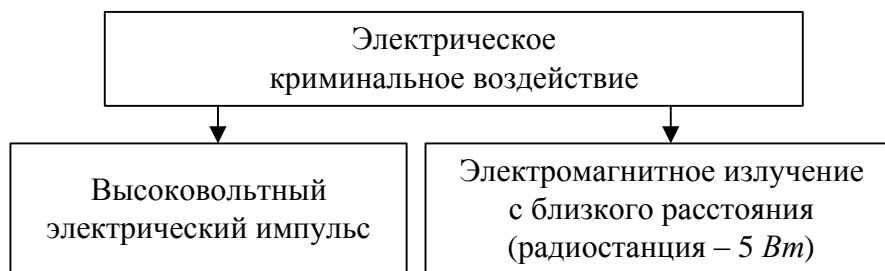 Электрическое
криминальное воздействие
Высоковольтный
электрический импульс
Электромагнитное излучение
с близкого расстояния
(радиостанция – 5 Вт)